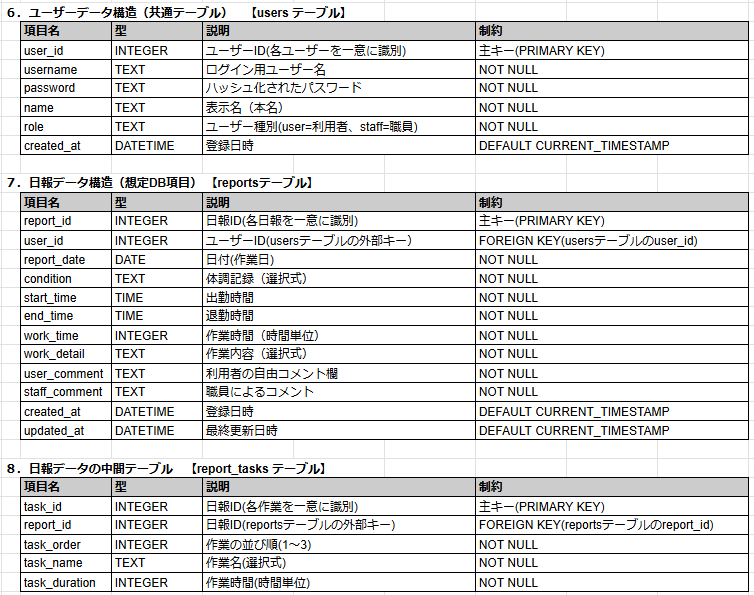 6．ユーザーデータ構造（共通テーブル） 【users テーブル】
項目名 型 説明 制約
user_id INTEGER ユーザーID(各ユーザーを一意に識別) 主キー(PRIMARY KEY)
username TEXT ログイン用ユーザー名 NOT NULL
password TEXT ハッシュ化されたパスワード NOT NULL
name TEXT 表示名（本名） NOT NULL
role TEXT ユーザー種別(user=利用者、staff=職員) NOT NULL
created_at DATETIME 登録日時 DEFAULT CURRENT_TIMESTAMP
7．日報データ構造（想定DB項目） 【reportsテーブル】
項目名 型 説明 制約
report_id INTEGER 日報ID(各日報を一意に識別) 主キー(PRIMARY KEY)
user_id INTEGER ユーザーID(usersテーブルの外部キー） FOREIGN KEY(usersテーブルのuser_id)
report_date DATE 日付(作業日) NOT NULL
condition TEXT 体調記録（選択式） NOT NULL
start_time TIME 出勤時間 NOT NULL
end_time TIME 退勤時間 NOT NULL
work_time INTEGER 作業時間（時間単位） NOT NULL
work_detail TEXT 作業内容（選択式） NOT NULL
user_comment TEXT 利用者の自由コメント欄 NOT NULL
staff_comment TEXT 職員によるコメント NOT NULL
created_at DATETIME 登録日時 DEFAULT CURRENT_TIMESTAMP
updated_at DATETIME 最終更新日時 DEFAULT CURRENT_TIMESTAMP
8．日報データの中間テーブル 【report_tasks テーブル】
項目名 型 説明 制約
task_id INTEGER 日報ID(各作業を一意に識別) 主キー(PRIMARY KEY)
report_id INTEGER 日報ID(reportsテーブルの外部キー) FOREIGN KEY(reportsテーブルのreport_id)
task_order INTEGER 作業の並び順(1～3) NOT NULL
task_name TEXT 作業名(選択式) NOT NULL
task_duration INTEGER 作業時間(時間単位) NOT NULL